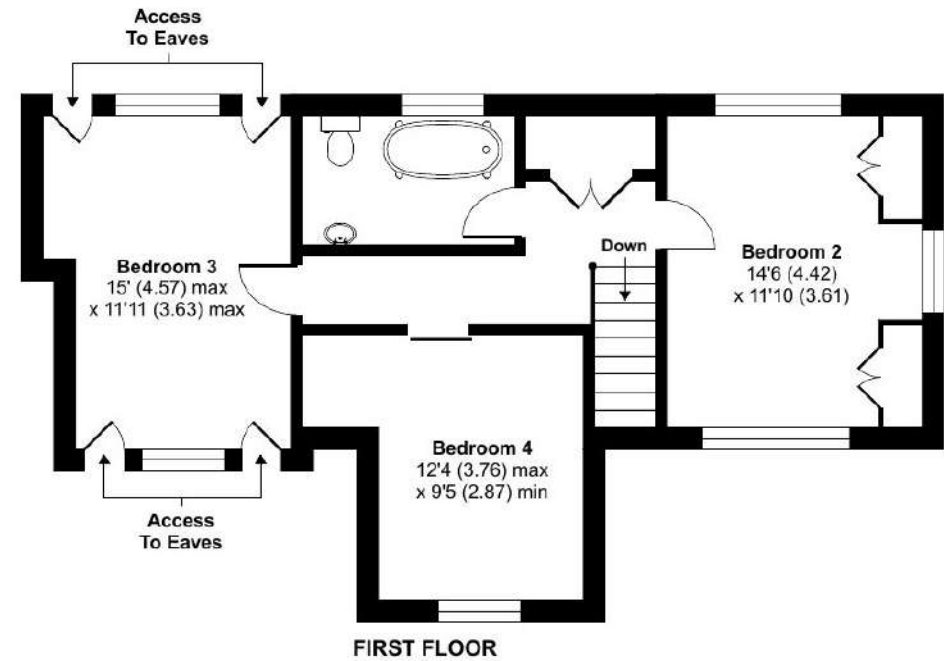 Access
To Eaves
Bedroom 3
15' (4.57) max
x 11'11 (3.63) max
Down
Bedroom 2
14'6 (4.42)
x 11'10 (3.61)
Bedroom 4
12'4 (3.76) max
x 9'5 (2.87) min
Access
To Eaves
FIRST FLOOR